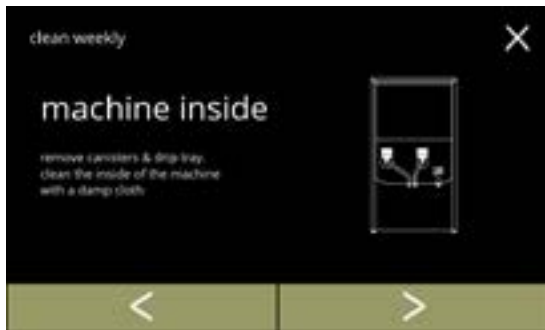 clean weekly
machine inside
remove canisters & drip tray,
clean the inside of the machine
with a damp cloth